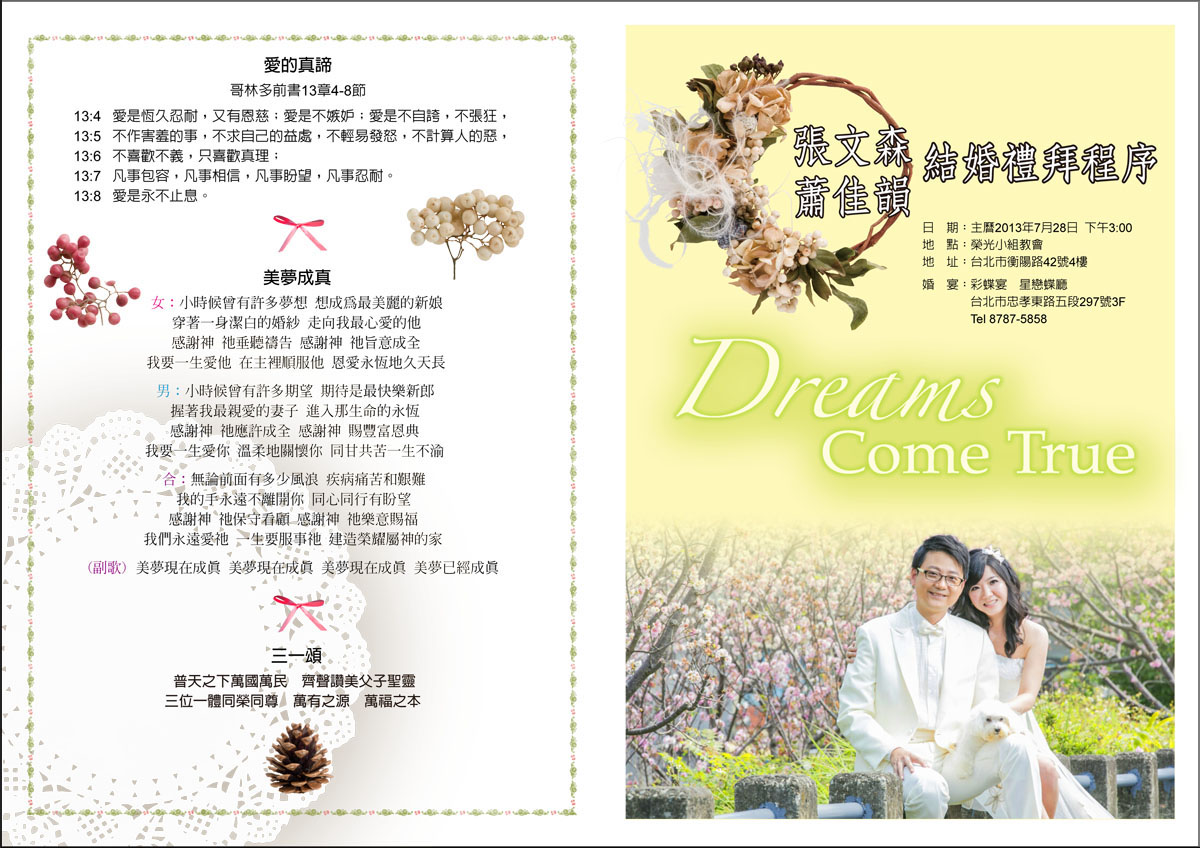 愛的真諦
哥林多前書13章4-8節
13:4 愛是恆久忍耐，又有恩慈；愛是不嫉妒；愛是不自誇，不張狂，
13:5 不作害羞的事，不求自己的益處，不輕易發怒，不計算人的惡，
13:6 不喜歡不義，只喜歡真理；
13:7 凡事包容，凡事相信，凡事盼望，凡事忍耐。
13:8 愛是永不止息。
美夢成真
女：小時候曾有許多夢想 想成為最美麗的新娘
穿著一身潔白的婚紗 走向我最心愛的他
感謝神 祂垂聽禱告 感謝神 祂旨意成全
我要一生愛他 在主裡順服他 恩愛永恆地久天長
男：小時候曾有許多期望 期待是最快樂新郎
握著我最親愛的妻子 進入那生命的永恆
感謝神 祂應許成全 感謝神 賜豐富恩典
我要一生愛你 溫柔地關懷你 同甘共苦一生不渝
合：無論前面有多少風浪 疾病痛苦和艱難
我的手永遠不離開你 同心同行有盼望
感謝神 祂保守看顧 感謝神 祂樂意賜福
我們永遠愛祂 一生要服事祂 建造榮耀屬神的家
（副歌）美夢現在成真 美夢現在成真 美夢現在成真 美夢已經成真
三一頌
普天之下萬國萬民 齊聲讚美父子聖靈
三位一體同榮同尊 萬有之源 萬福之本
張文森
蕭佳韻
結婚禮拜程序
日 期：主曆2013年7月28日 下午3:00
地 點：榮光小組教會
地 址：台北市衡陽路42號4樓
婚 宴：彩蝶宴 星戀蝶廳
台北市忠孝東路五段297號3F
Tel 8787-5858
Dreams
Come True